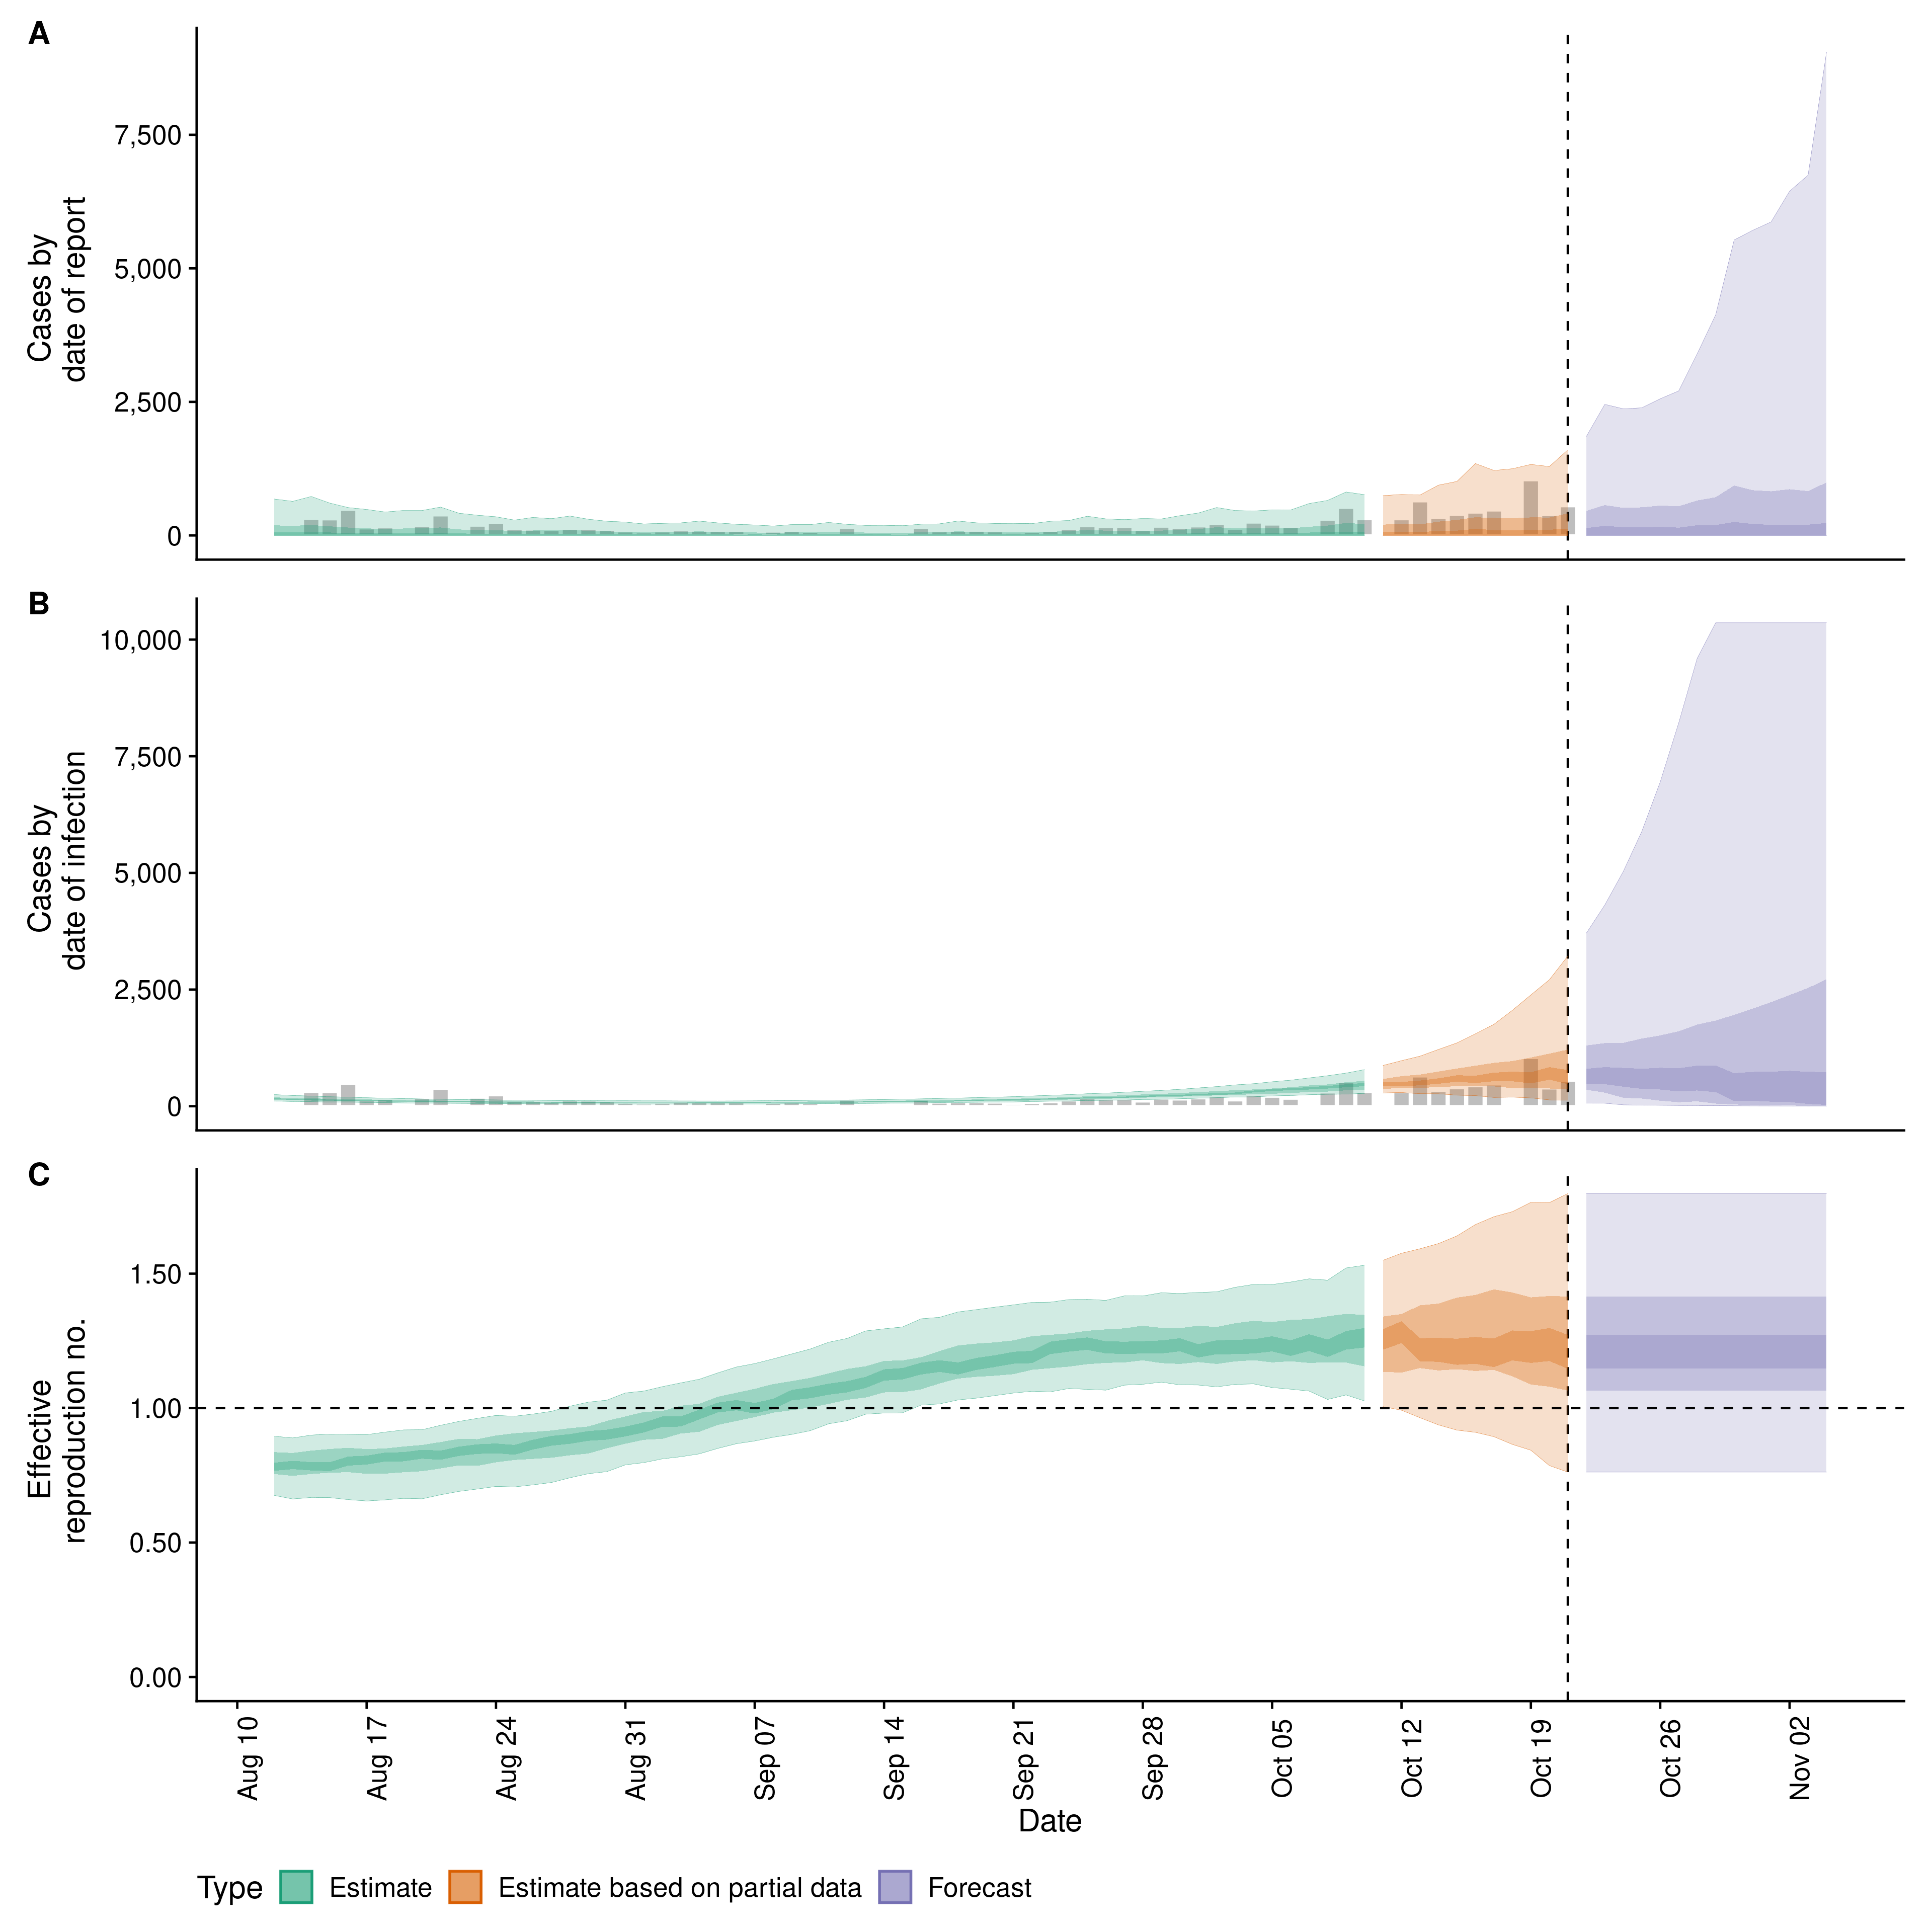 A
Cases by
date of report
7,500
5,000
2,500
0
B
Cases by
date of infection
10,000
7,500
5,000
2,500
0
C
Effective
reproduction no.
1.50
1.00
0.50
0.00
Aug 10
Aug 17
Aug 24
Aug 31
Sep 07
Sep 14
Sep 21
Sep 28
Oct 05
Oct 12
Oct 19
Oct 26
Nov 02
Date
Type Estimate Estimate based on partial data Forecast